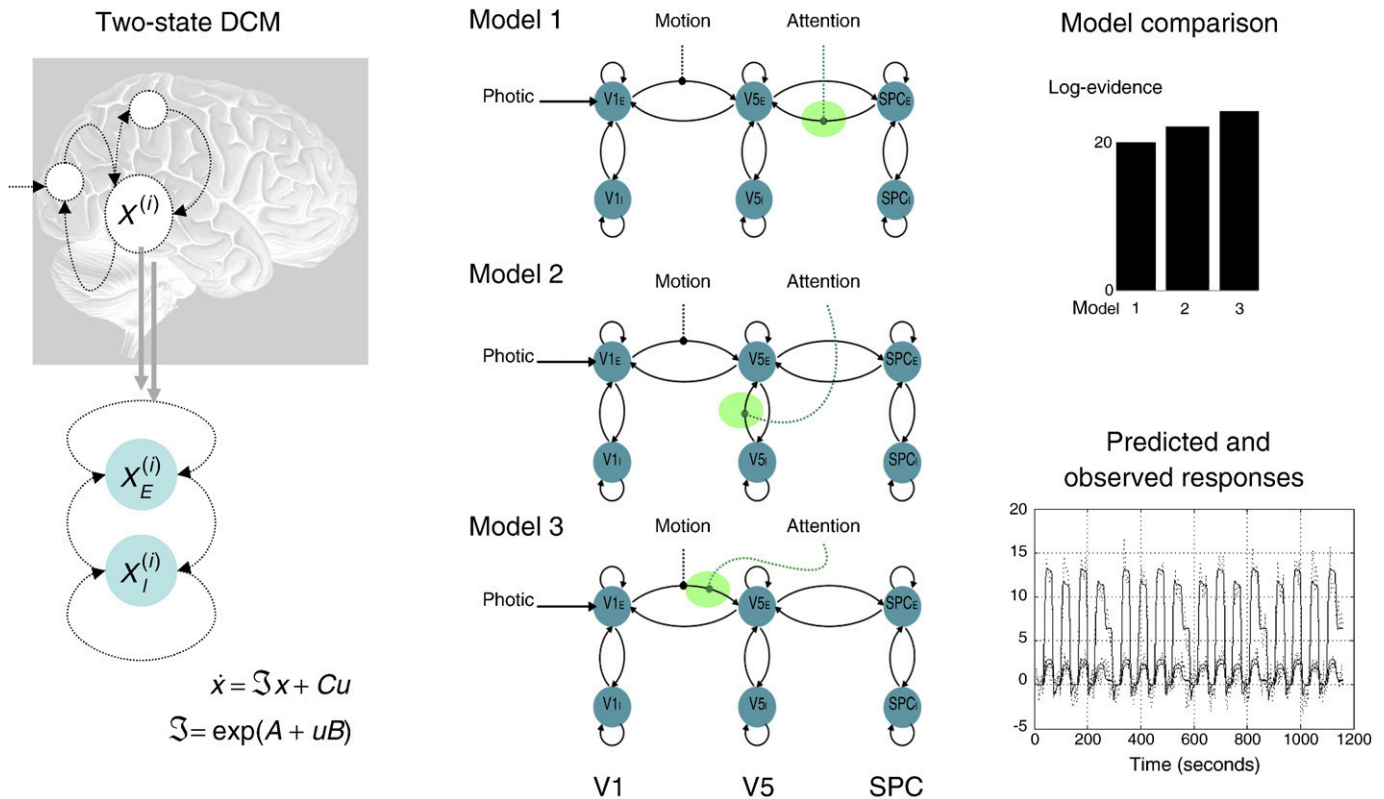 Two-state DCM
X(i)
XE(i)
XI(i)
ẋ = ℑx + Cu
ℑ = exp(A + uB)
Model 1
Motion
Attention
Photic
V1E
V5E
SPCE
V1I
V5I
SPCI
Model 2
Motion
Attention
Photic
V1E
V5E
SPCE
V1I
V5I
SPCI
Model 3
Motion
Attention
Photic
V1E
V5E
SPCE
V1I
V5I
SPCI
V1 V5 SPC
Model comparison
Log-evidence
20
0
Model 1 2 3
Predicted and
observed responses
20
15
10
5
0
-5
0 200 400 600 800 1000 1200
Time (seconds)